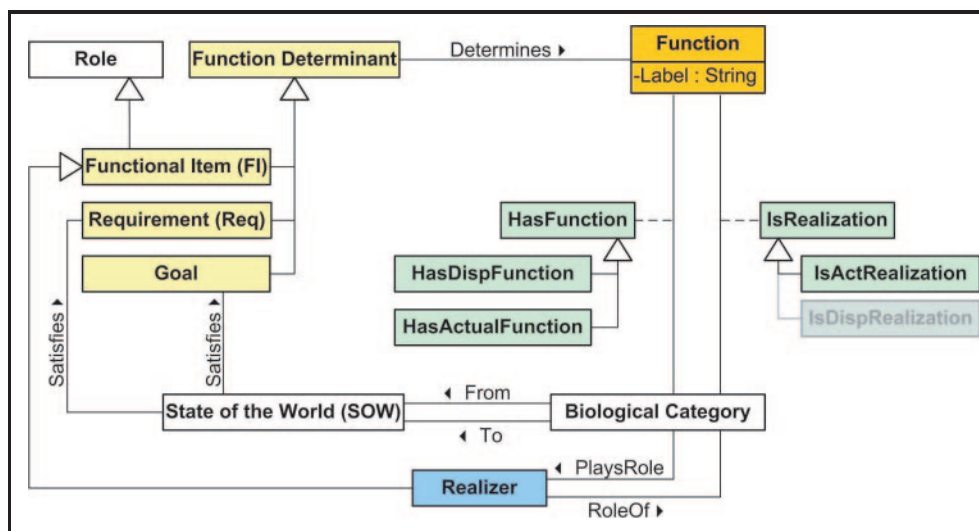 Role
Function Determinant
Determines ▸
Function
-Label : String
Functional Item (FI)
Requirement (Req)
Goal
HasFunction
IsRealization
HasDispFunction
IsActRealization
HasActualFunction
IsDispRealization
Satisfies ▸
Satisfies ▸
◂ From
State of the World (SOW)
Biological Category
◂ To
◂ PlaysRole
Realizer
RoleOf ▸